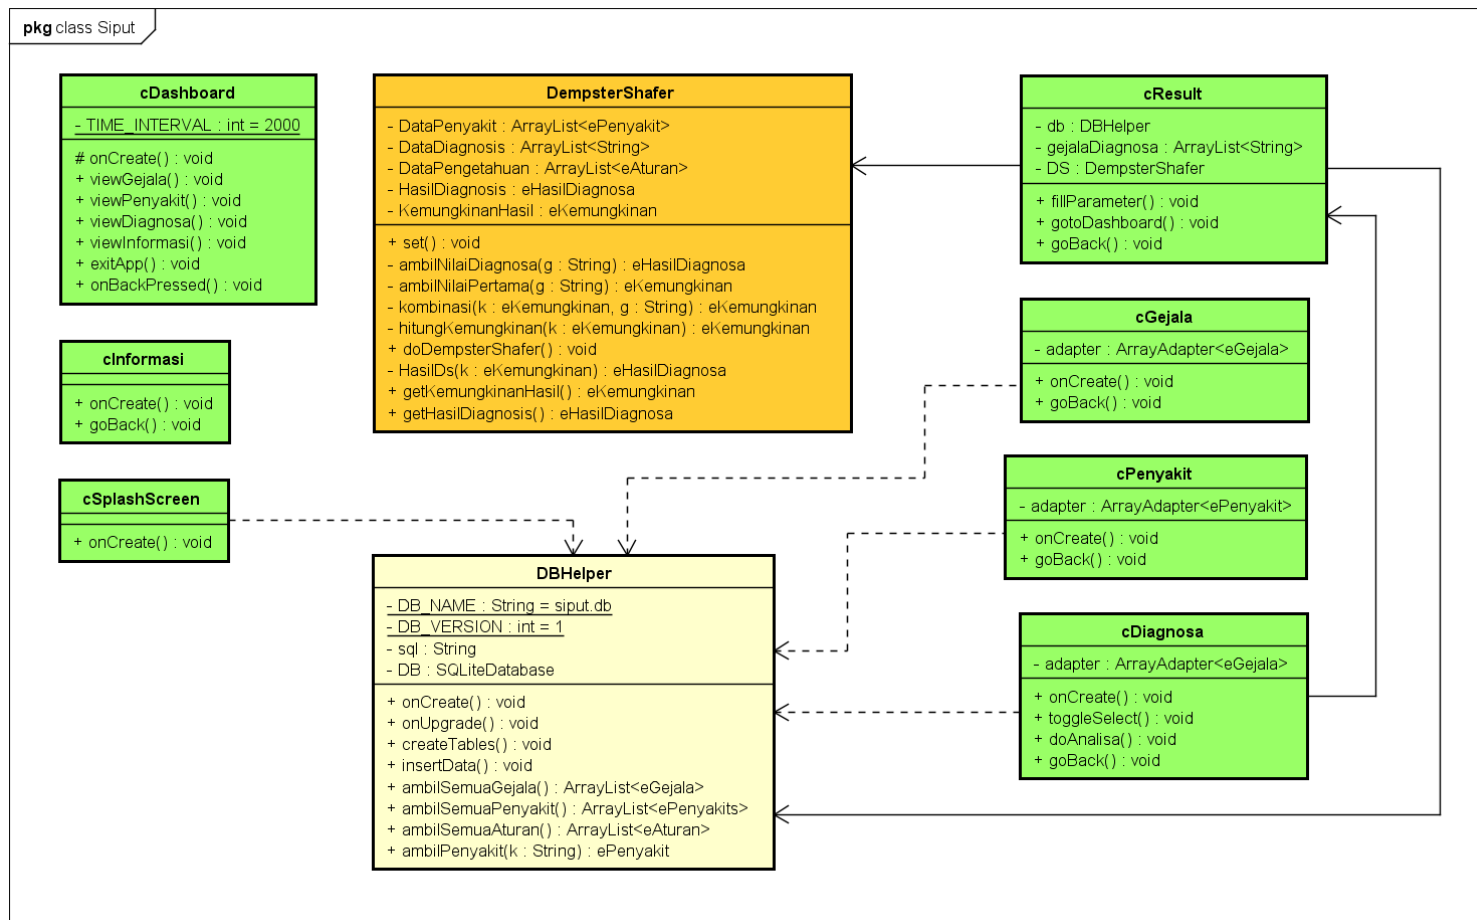 pkg class Siput
cDashboard
- TIME_INTERVAL : int = 2000
# onCreate() : void
+ viewGejala() : void
+ viewPenyakit() : void
+ viewDiagnosa() : void
+ viewInformasi() : void
+ exitApp() : void
+ onBackPressed() : void
cInformasi
+ onCreate() : void
+ goBack() : void
cSplashScreen
+ onCreate() : void
DempsterShafer
- DataPenyakit : ArrayList<ePenyakit>
- DataDiagnosis : ArrayList<String>
- DataPengetahuan : ArrayList<eAturan>
- HasilDiagnosis : eHasilDiagnosa
- KemungkinanHasil : eKemungkinan
+ set() : void
- ambilNilaiDiagnosa(g : String) : eHasilDiagnosa
- ambilNilaiPertama(g : String) : eKemungkinan
- kombinasi(k : eKemungkinan, g : String) : eKemungkinan
- hitungKemungkinan(k : eKemungkinan) : eKemungkinan
+ doDempsterShafer() : void
- HasilDs(k : eKemungkinan) : eHasilDiagnosa
+ getKemungkinanHasil() : eKemungkinan
+ getHasilDiagnosis() : eHasilDiagnosa
DBHelper
- DB_NAME : String = siput.db
- DB_VERSION : int = 1
- sql : String
- DB : SQLiteDatabase
+ onCreate() : void
+ onUpgrade() : void
+ createTables() : void
+ insertData() : void
+ ambilSemuaGejala() : ArrayList<eGejala>
+ ambilSemuaPenyakit() : ArrayList<ePenyakits>
+ ambilSemuaAturan() : ArrayList<eAturan>
+ ambilPenyakit(k : String) : ePenyakit
cResult
- db : DBHelper
- gejalaDiagnosa : ArrayList<String>
- DS : DempsterShafer
+ fillParameter() : void
+ gotoDashboard() : void
+ goBack() : void
cGejala
- adapter : ArrayAdapter<eGejala>
+ onCreate() : void
+ goBack() : void
cPenyakit
- adapter : ArrayAdapter<ePenyakit>
+ onCreate() : void
+ goBack() : void
cDiagnosa
- adapter : ArrayAdapter<eGejala>
+ onCreate() : void
+ toggleSelect() : void
+ doAnalisa() : void
+ goBack() : void